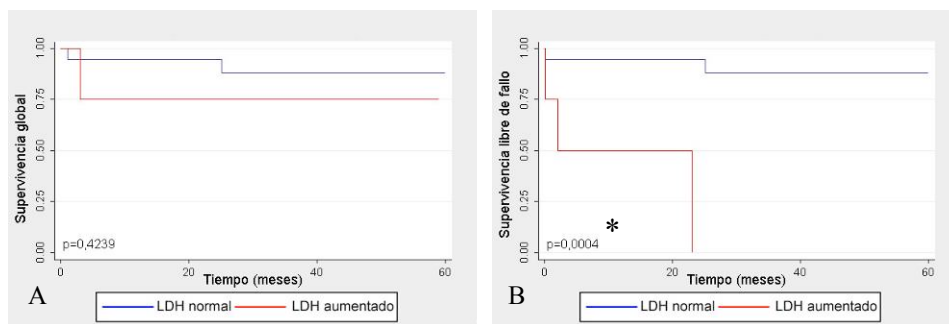 Supervivencia global
1.00
0.75
0.50
0.25
0.00
p=0,4239
0
20
40
60
Tiempo (meses)
LDH normal
LDH aumentado
A
Supervivencia libre de fallo
1.00
0.75
0.50
0.25
0.00
*
p=0,0004
0
20
40
60
Tiempo (meses)
LDH normal
LDH aumentado
B